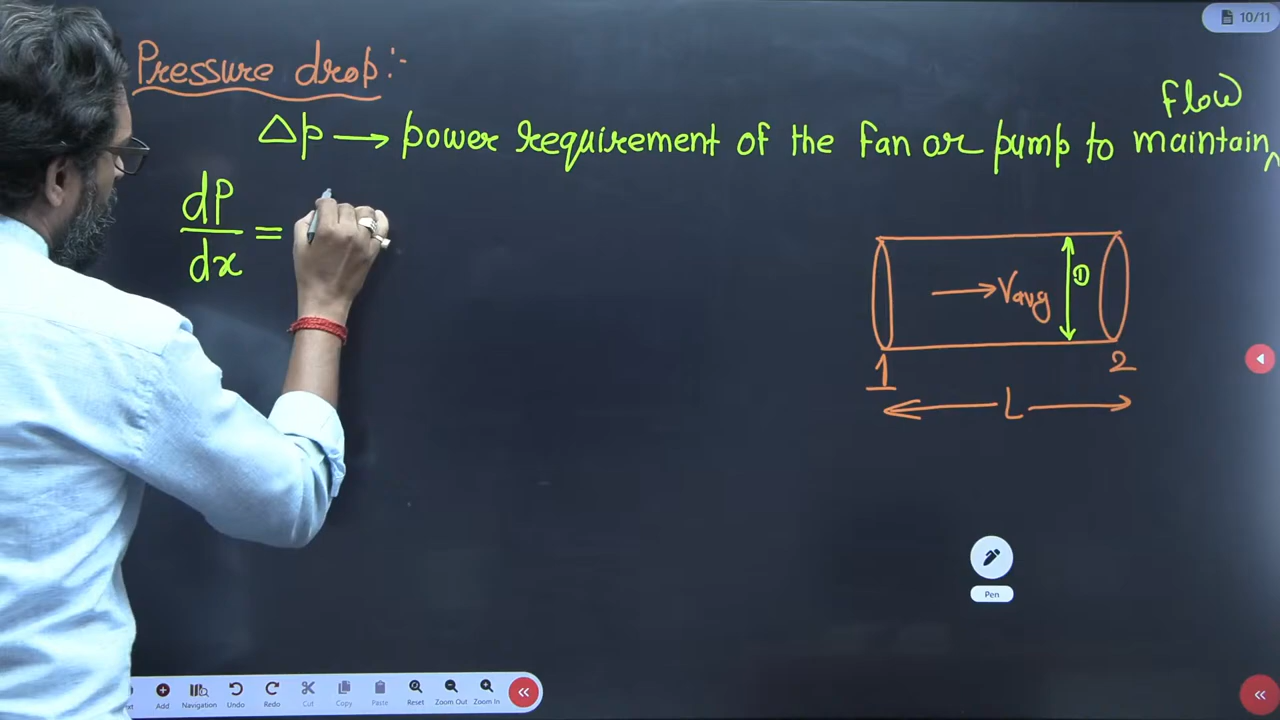 10/11
Pressure drop:-
flow
Δp → power requirement of the fan or pump to maintain ^
dP/dx =
→ Vavg
D
1
2
L
Pen
Add
Navigation
Undo
Redo
Cut
Copy
Paste
Reset
Zoom Out
Zoom In